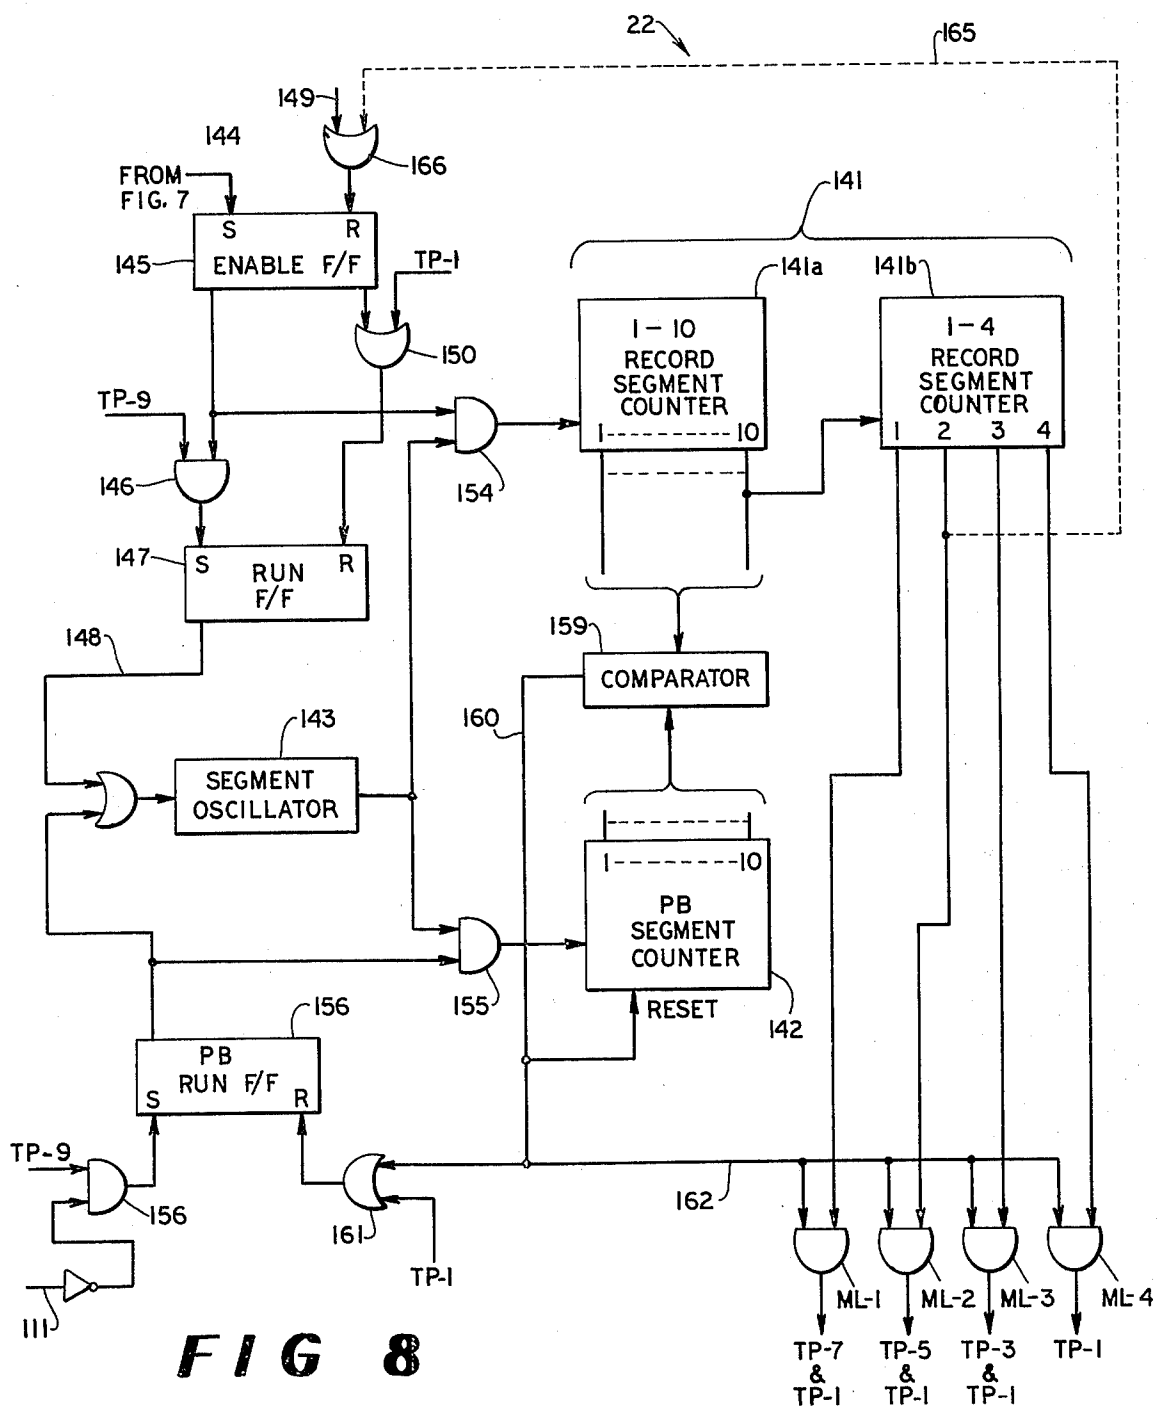 22
165
149
144
166
FROM
FIG. 7
S R
145
ENABLE F/F
TP-1
141
141a
141b
150
1-10
RECORD
SEGMENT
COUNTER
1 10
1-4
RECORD
SEGMENT
COUNTER
1 2 3 4
TP-9
146
154
147
S R
RUN
F/F
148
159
COMPARATOR
160
143
SEGMENT
OSCILLATOR
1 10
PB
SEGMENT
COUNTER
155
RESET
142
156
PB
RUN F/F
S R
TP-9
156
161
162
TP-1
111
ML-1
ML-2
ML-3
ML-4
TP-7
&
TP-1
TP-5
&
TP-1
TP-3
&
TP-1
TP-1
FIG 8